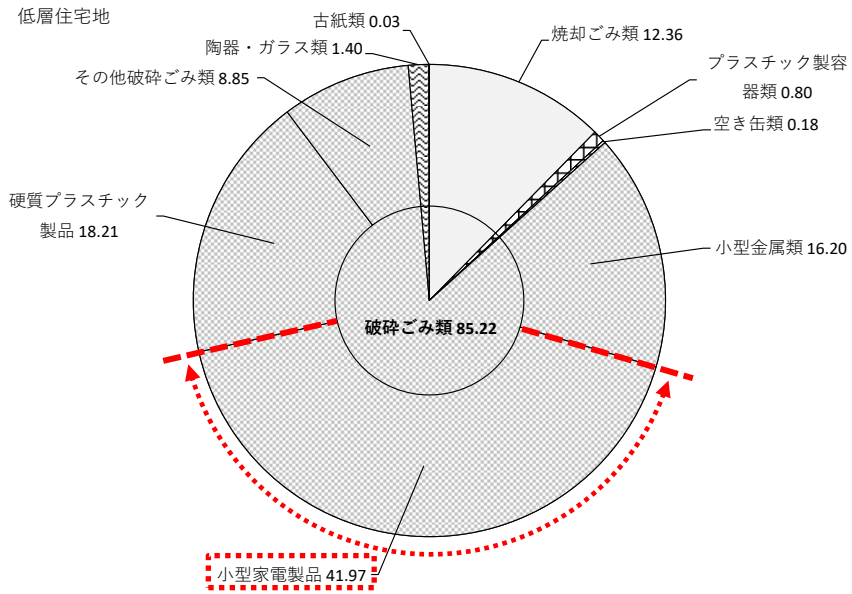 低層住宅地
古紙類 0.03
陶器・ガラス類 1.40
その他破砕ごみ類 8.85
焼却ごみ類 12.36
プラスチック製容
器類 0.80
空き缶類 0.18
硬質プラスチック
製品 18.21
小型金属類 16.20
破砕ごみ類 85.22
小型家電製品 41.97